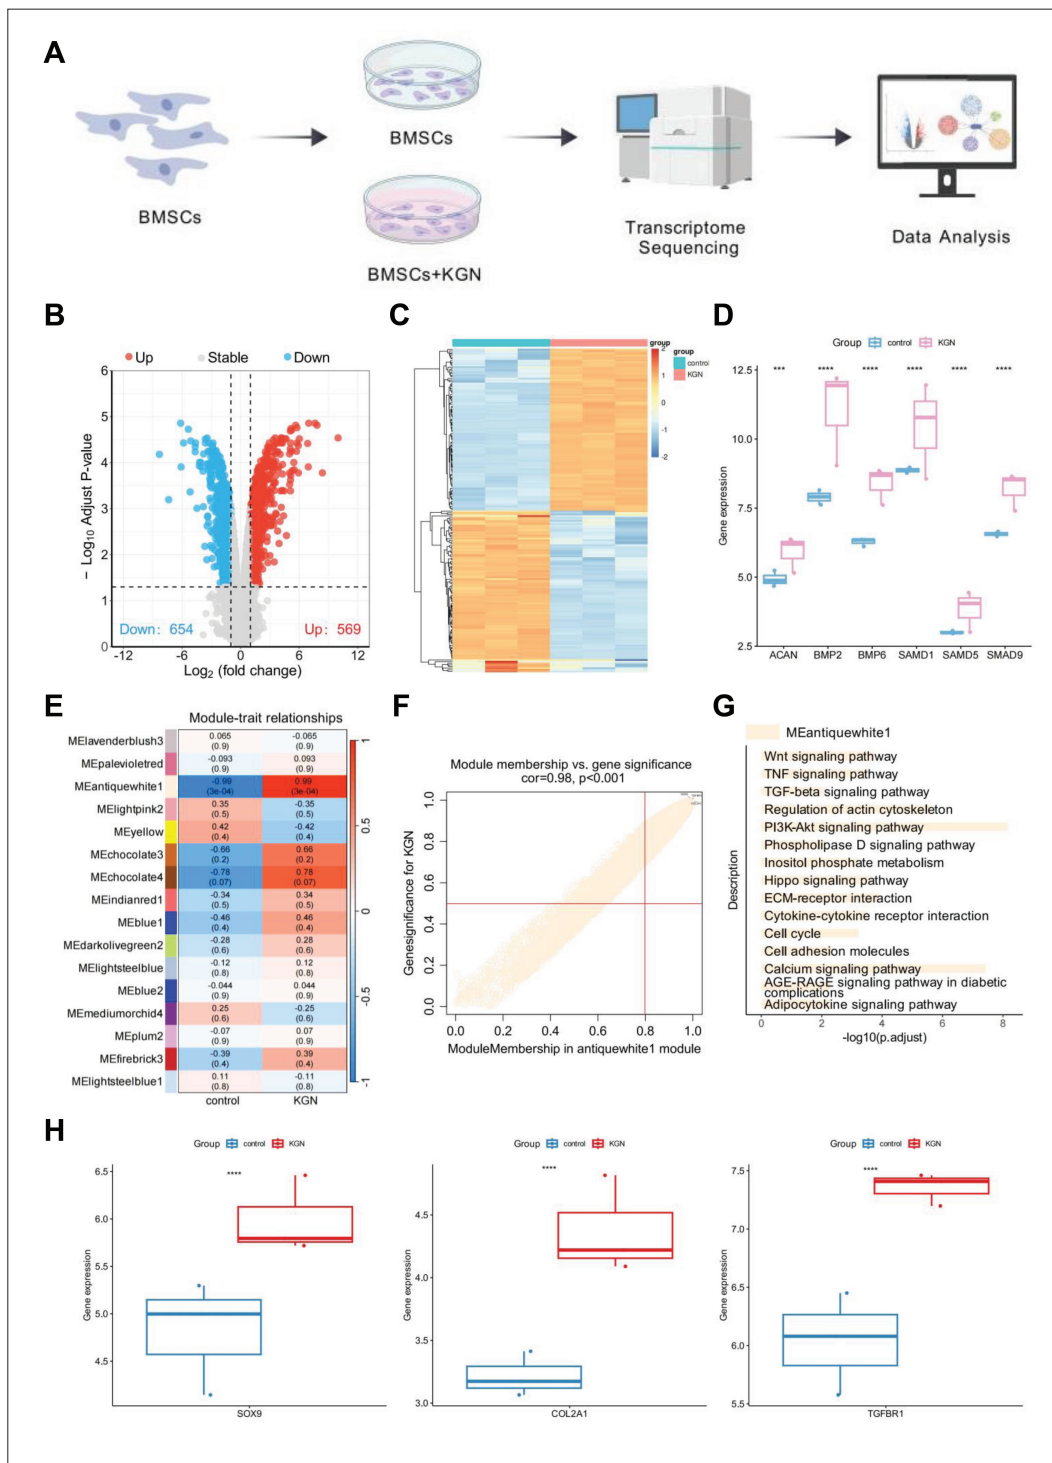 A
BMSCs
BMSCs
BMSCs+KGN
Transcriptome
Sequencing
Data Analysis
B
Up
Stable
Down
6
5
4
3
2
1
0
− Log10 Adjust P-value
Down: 654
Up: 569
-12
-6
0
6
12
Log2 (fold change)
C
group
2
1
0
-1
-2
group
control
KGN
D
Group
control
KGN
***
****
****
****
****
****
12.5
10.0
7.5
5.0
2.5
Gene expression
ACAN
BMP2
BMP6
SAMD1
SAMD5
SMAD9
E
Module-trait relationships
MElavenderblush3 0.065 (0.9) -0.065 (0.9)
MEpalevioletred -0.093 (0.9) 0.093 (0.9)
MEantiquewhite1 -0.99 (3e-04) 0.99 (3e-04)
MElightpink2 0.35 (0.5) -0.35 (0.5)
MEyellow 0.42 (0.4) -0.42 (0.4)
MEchocolate3 -0.66 (0.2) 0.66 (0.2)
MEchocolate4 -0.78 (0.07) 0.78 (0.07)
MEindianred1 -0.34 (0.5) 0.34 (0.5)
MEblue1 -0.46 (0.4) 0.46 (0.4)
MEdarkolivegreen2 -0.28 (0.6) 0.28 (0.6)
MElightsteelblue -0.12 (0.8) 0.12 (0.8)
MEblue2 -0.044 (0.9) 0.044 (0.9)
MEmediumorchid4 0.25 (0.6) -0.25 (0.6)
MEplum2 -0.07 (0.9) 0.07 (0.9)
MEfirebrick3 -0.39 (0.4) 0.39 (0.4)
MElightsteelblue1 0.11 (0.8) -0.11 (0.8)
control
KGN
1
0.5
0
-0.5
-1
F
Module membership vs. gene significance
cor=0.98, p<0.001
1.0
0.8
0.6
0.4
0.2
0.0
Genesignificance for KGN
0.0
0.2
0.4
0.6
0.8
1.0
ModuleMembership in antiquewhite1 module
G
MEantiquewhite1
Wnt signaling pathway
TNF signaling pathway
TGF-beta signaling pathway
Regulation of actin cytoskeleton
PI3K-Akt signaling pathway
Phospholipase D signaling pathway
Inositol phosphate metabolism
Hippo signaling pathway
ECM-receptor interaction
Cytokine-cytokine receptor interaction
Cell cycle
Cell adhesion molecules
Calcium signaling pathway
AGE-RAGE signaling pathway in diabetic
complications
Adipocytokine signaling pathway
Description
0
2
4
6
8
-log10(p.adjust)
H
Group
control
KGN
****
6.5
6.0
5.0
4.5
Gene expression
SOX9
Group
control
KGN
****
4.5
4.0
3.5
3.0
Gene expression
COL2A1
Group
control
KGN
****
7.5
7.0
6.5
6.0
5.5
Gene expression
TGFBR1